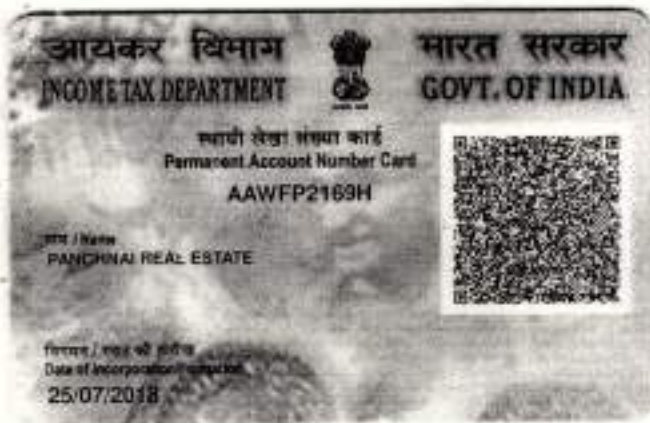 आयकर विभाग
भारत सरकार
INCOME TAX DEPARTMENT
GOVT. OF INDIA
स्थायी लेखा संख्या कार्ड
Permanent Account Number Card
AAWFP2169H
नाम / Name
PANCHNAI REAL ESTATE
Date of Incorporation
25/07/2018